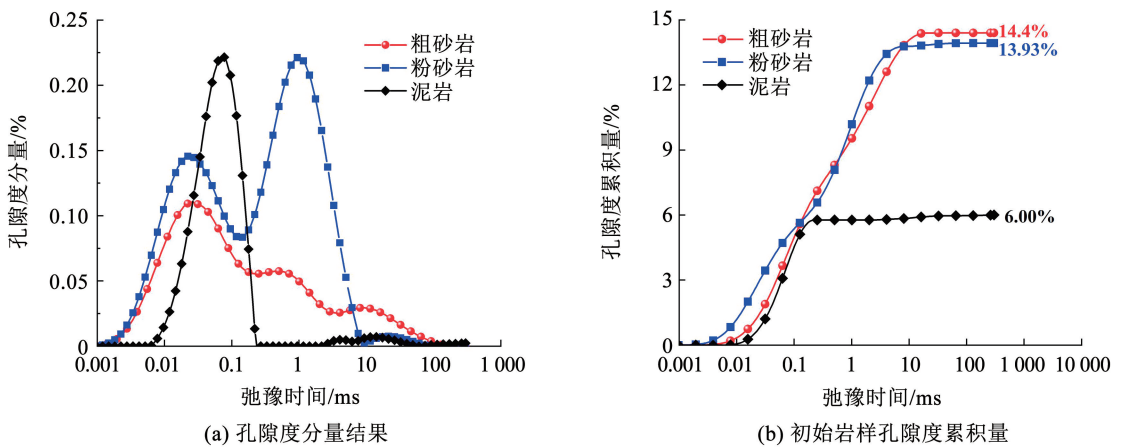 0.25
0.20
0.15
0.10
0.05
0
孔隙度分量/%
粗砂岩
粉砂岩
泥岩
0.001 0.01 0.1 1 10 100 1 000
弛豫时间/ms
(a) 孔隙度分量结果
15
12
9
6
3
0
孔隙度累积量/%
粗砂岩
粉砂岩
泥岩
14.4%
13.93%
6.00%
0.001 0.01 0.1 1 10 100 1 000 10 000
弛豫时间/ms
(b) 初始岩样孔隙度累积量